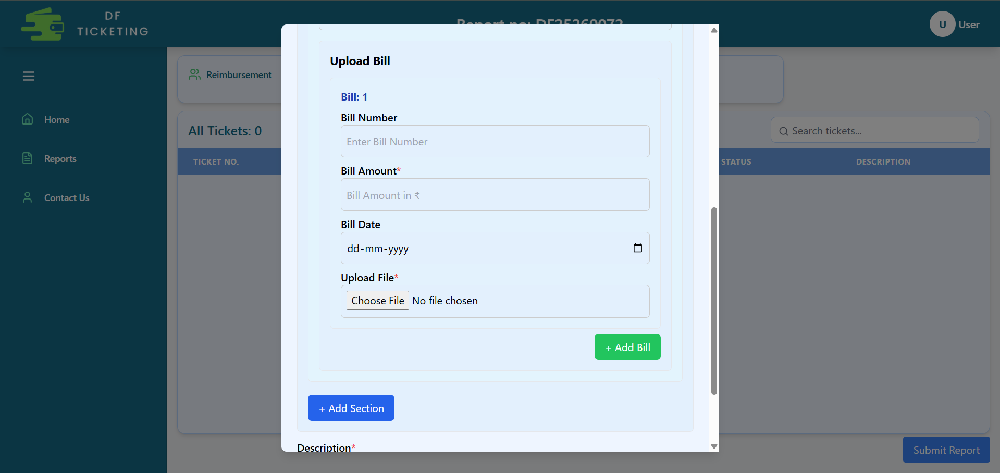 DF
TICKETING
Report no: DF25260072
U User
Home
Reports
Contact Us
Reimbursement
All Tickets: 0
Search tickets...
TICKET NO.
STATUS
DESCRIPTION
Upload Bill
Bill: 1
Bill Number
Enter Bill Number
Bill Amount*
Bill Amount in ₹
Bill Date
dd-mm-yyyy
Upload File*
Choose File No file chosen
+ Add Bill
+ Add Section
Description*
Submit Report